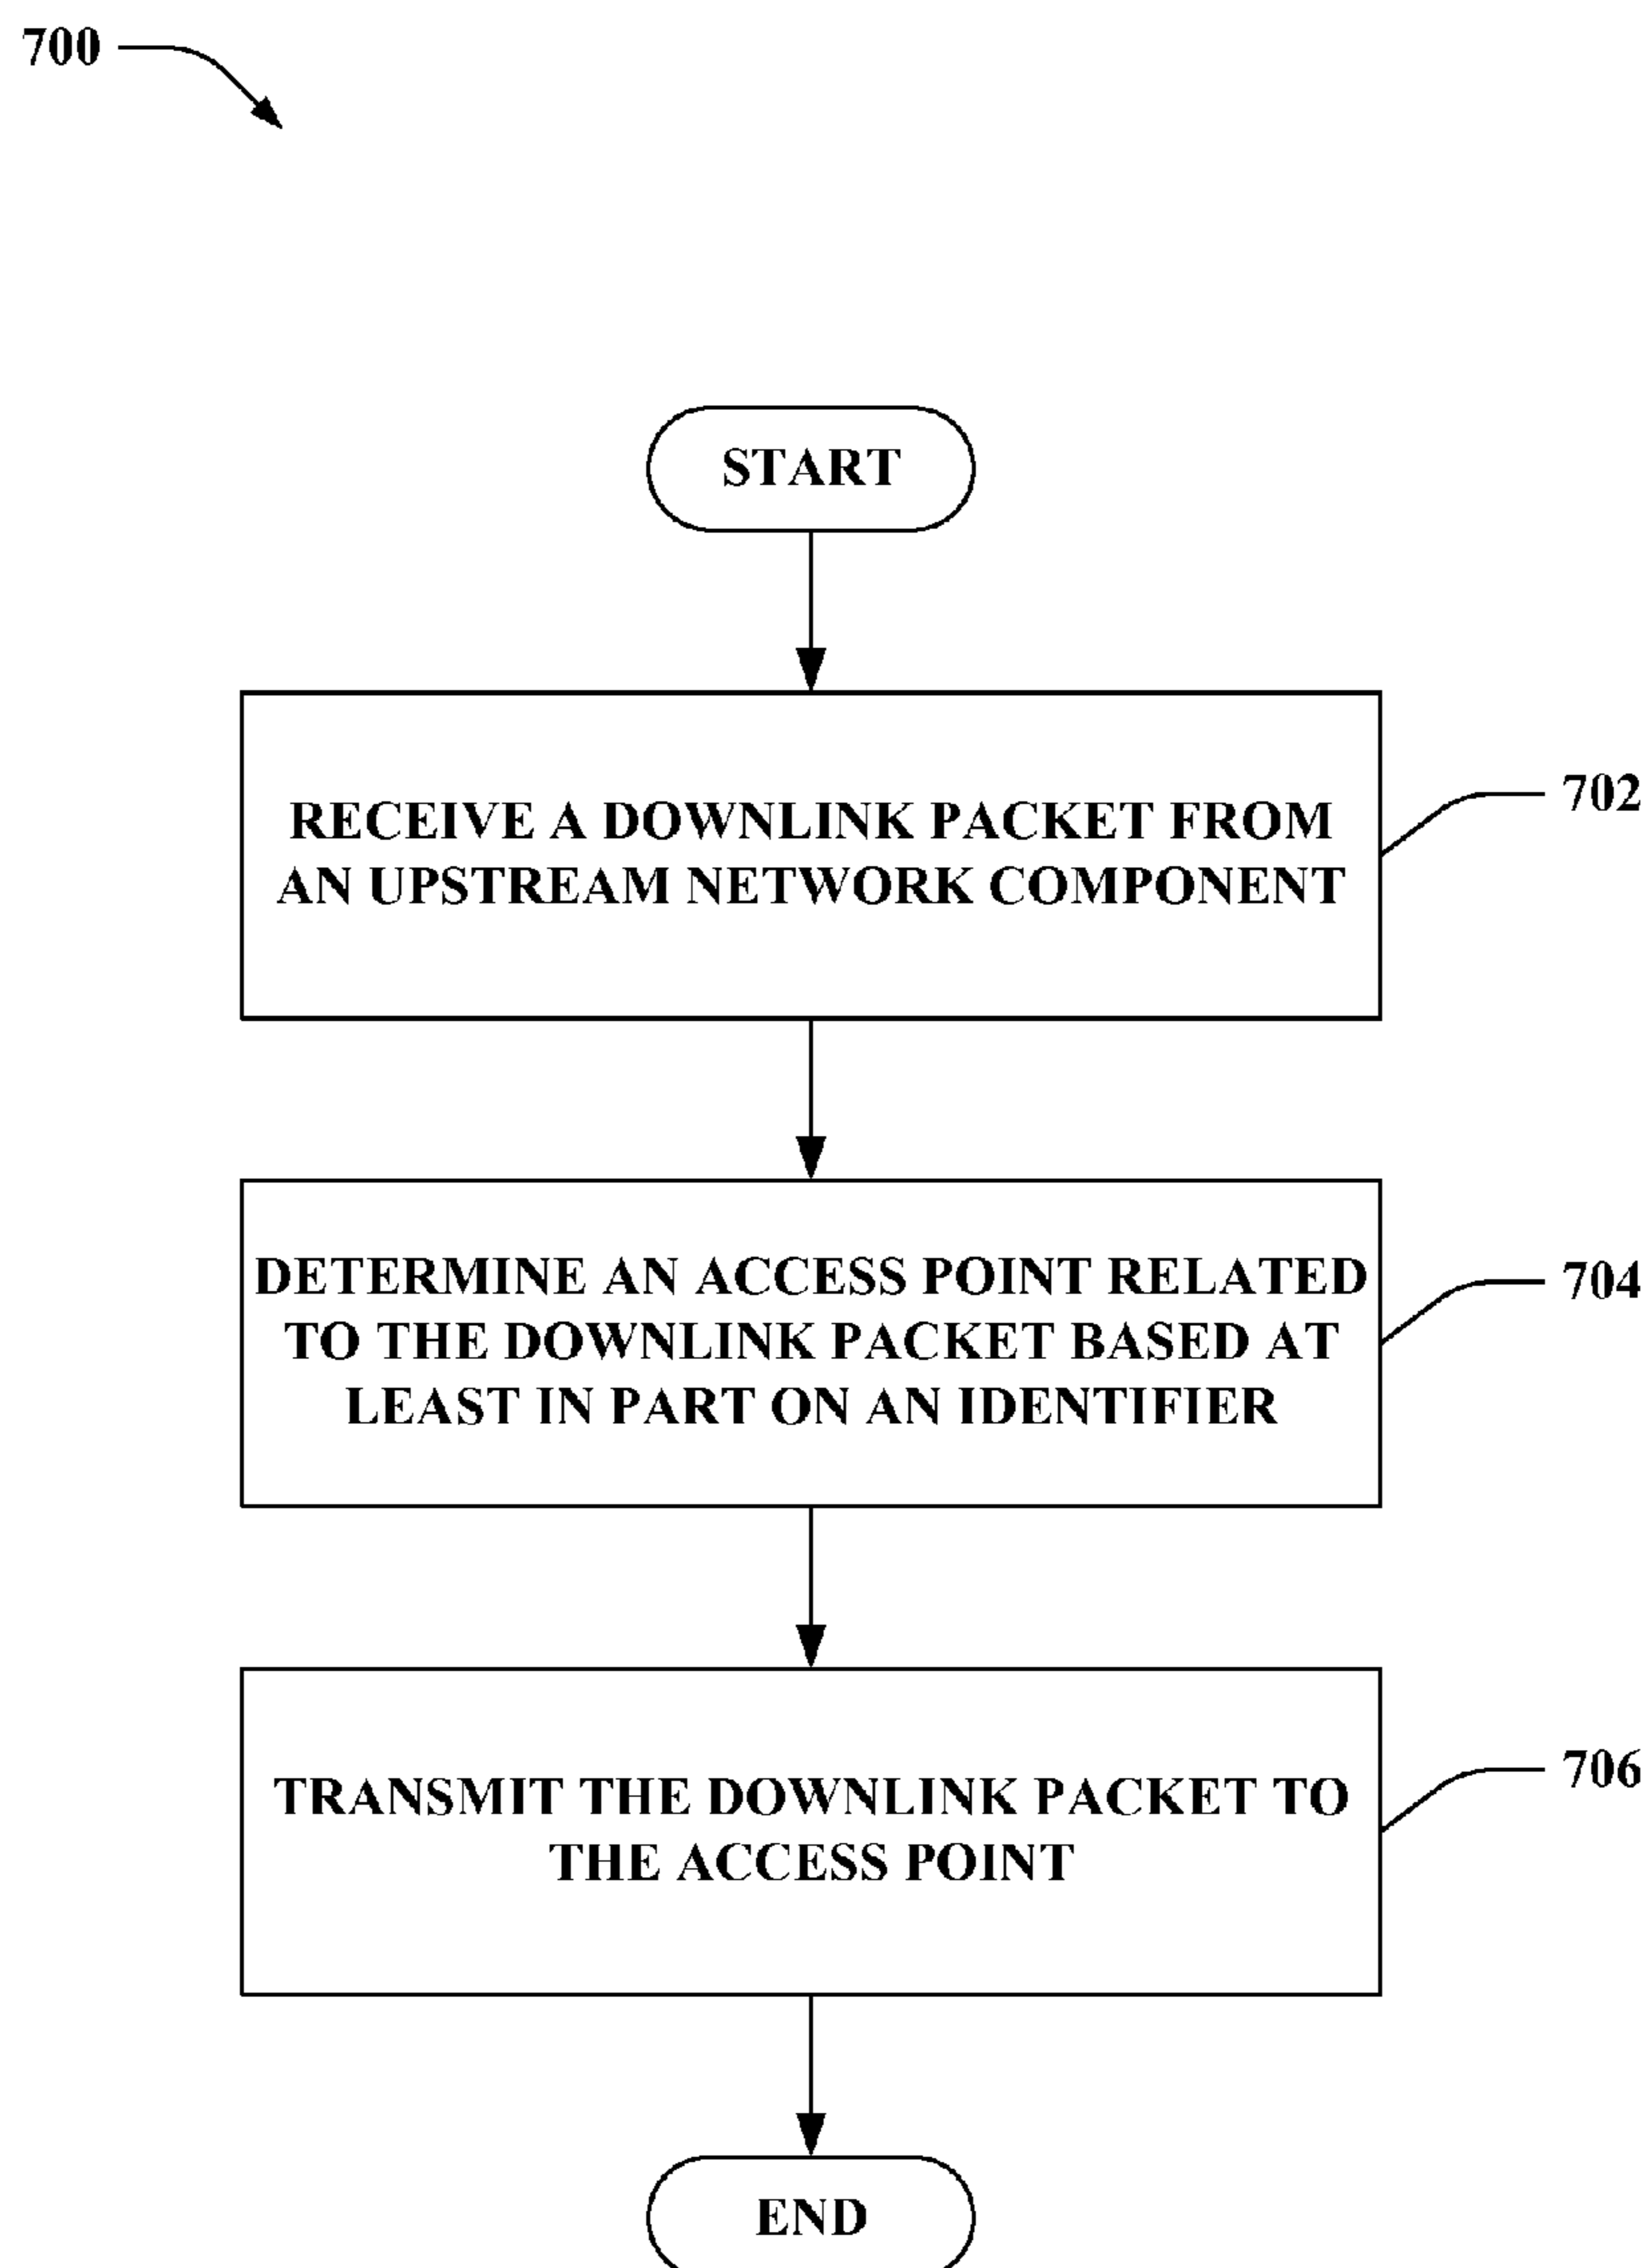 700
START
RECEIVE A DOWNLINK PACKET FROM
AN UPSTREAM NETWORK COMPONENT
702
DETERMINE AN ACCESS POINT RELATED
TO THE DOWNLINK PACKET BASED AT
LEAST IN PART ON AN IDENTIFIER
704
TRANSMIT THE DOWNLINK PACKET TO
THE ACCESS POINT
706
END